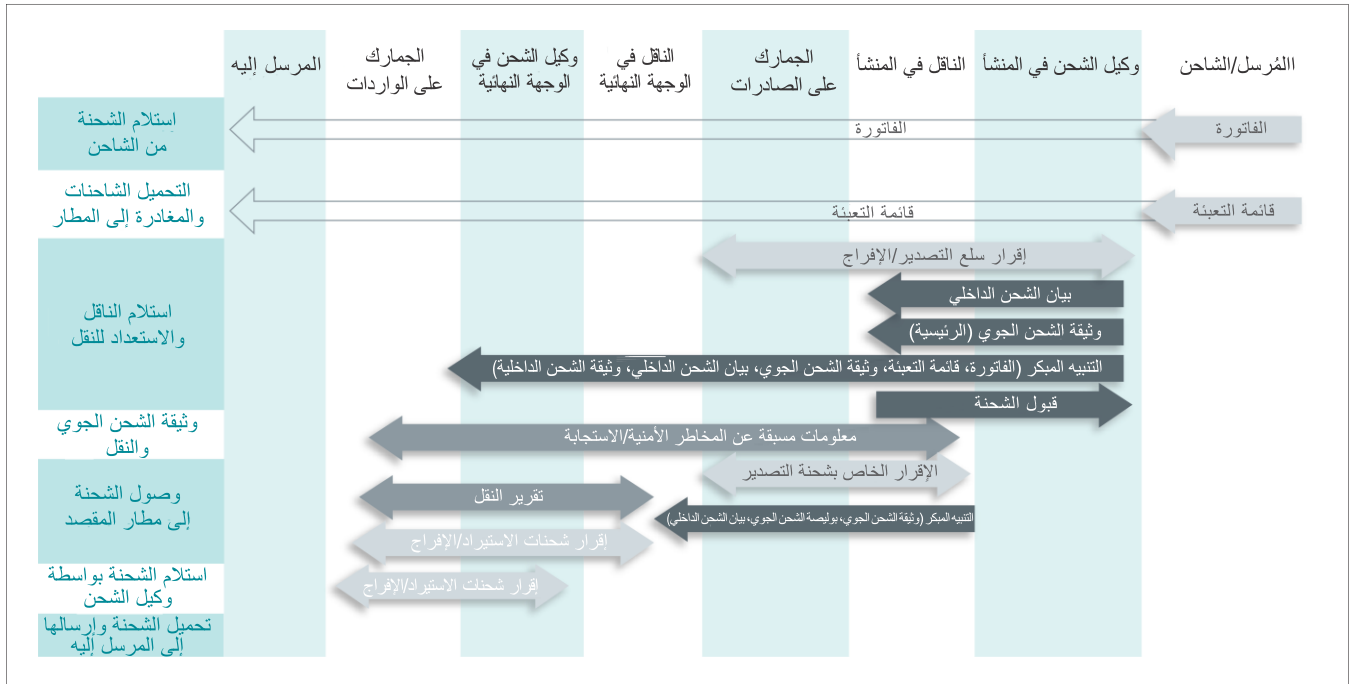 االمُرسل/الشاحن
وكيل الشحن في المنشأ
الناقل في المنشأ
الجمارك
على الصادرات
الناقل في
الوجهة النهائية
وكيل الشحن في
الوجهة النهائية
الجمارك
على الواردات
المرسل إليه
إستلام الشحنة
من الشاحن
الفاتورة
الفاتورة
التحميل الشاحنات
والمغادرة إلى المطار
قائمة التعبئة
قائمة التعبئة
استلام الناقل
والاستعداد للنقل
إقرار سلع التصدير/الإفراج
بيان الشحن الداخلي
وثيقة الشحن الجوي (الرئيسية)
التنبيه المبكر (الفاتورة، قائمة التعبئة، وثيقة الشحن الجوي، بيان الشحن الداخلي، وثيقة الشحن الداخلية)
قبول الشحنة
وثيقة الشحن الجوي
والنقل
معلومات مسبقة عن المخاطر الأمنية/الاستجابة
وصول الشحنة
إلى مطار المقصد
الإقرار الخاص بشحنة التصدير
تقرير النقل
التنبيه المبكر (وثيقة الشحن الجوي، بوليصة الشحن الجوي، بيان الشحن الداخلي)
إقرار شحنات الاستيراد/الإفراج
استلام الشحنة بواسطة
وكيل الشحن
إقرار شحنات الاستيراد/الإفراج
تحميل الشحنة وإرسالها
إلى المرسل إليه